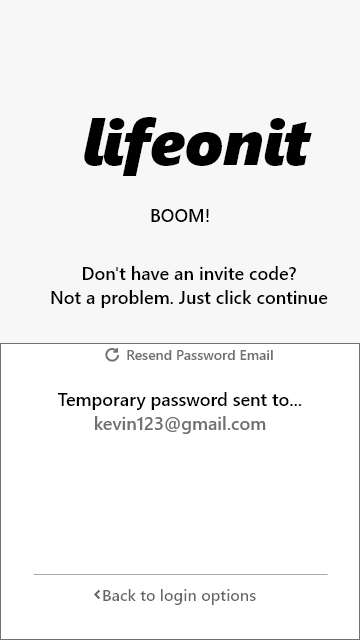 lifeonit
BOOM!
Don't have an invite code?
Not a problem. Just click continue
Resend Password Email
Temporary password sent to...
kevin123@gmail.com
Back to login options